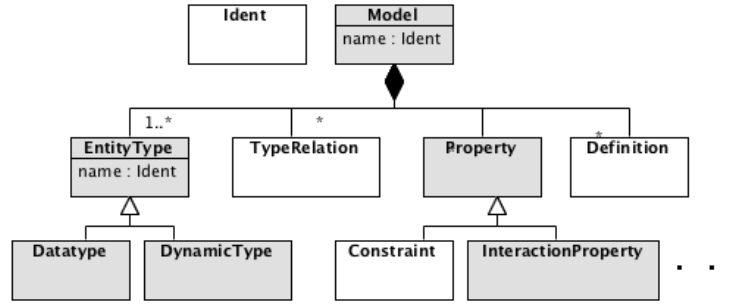 Ident
Model
name : Ident
1..*
*
*
*
EntityType
name : Ident
TypeRelation
Property
Definition
Datatype
DynamicType
Constraint
InteractionProperty
. .